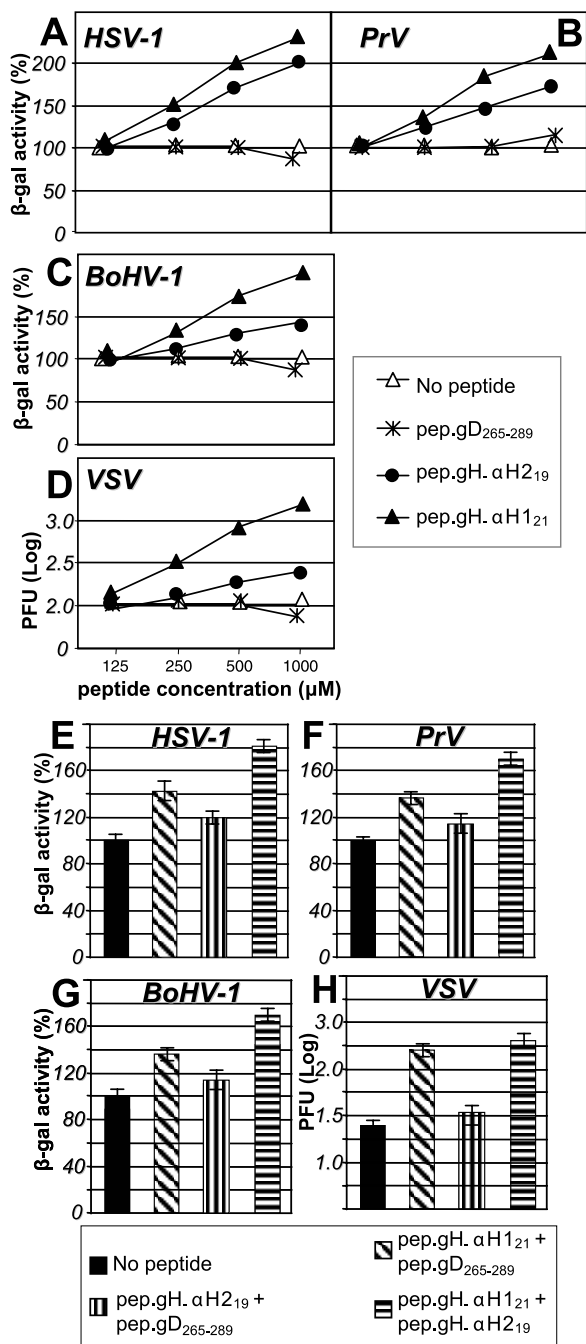 A HSV-1 PrV B
β-gal activity (%)
200
150
100
50
0
C BoHV-1
β-gal activity (%)
150
100
50
0
No peptide
pep.gD265-289
pep.gH. αH219
pep.gH. αH121
D VSV
PFU (Log)
3.0
2.5
2.0
0
125 250 500 1000
peptide concentration (µM)
E HSV-1 F PrV
β-gal activity (%)
160
120
80
40
0
160
120
80
40
0
G BoHV-1 H VSV
β-gal activity (%)
160
120
80
40
0
PFU (Log)
3.0
2.0
1.5
1.0
No peptide
pep.gH. αH219 +
pep.gD265-289
pep.gH. αH121 +
pep.gD265-289
pep.gH. αH121 +
pep.gH. αH219